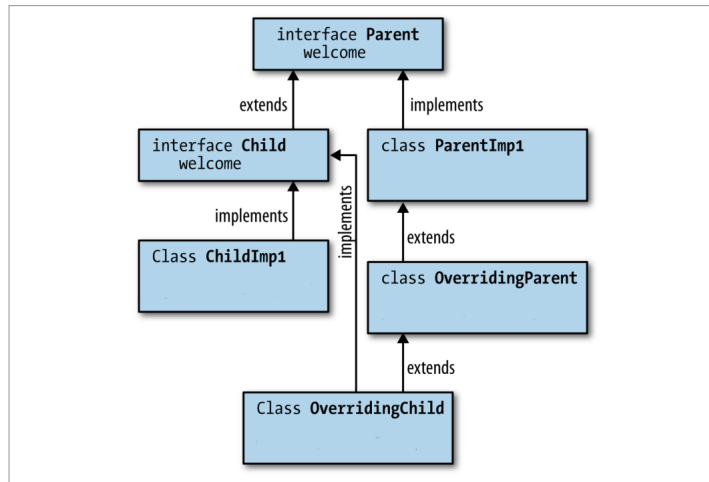 interface Parent
welcome
extends
implements
interface Child
welcome
class ParentImp1
implements
implements
extends
Class ChildImp1
class OverridingParent
extends
Class OverridingChild